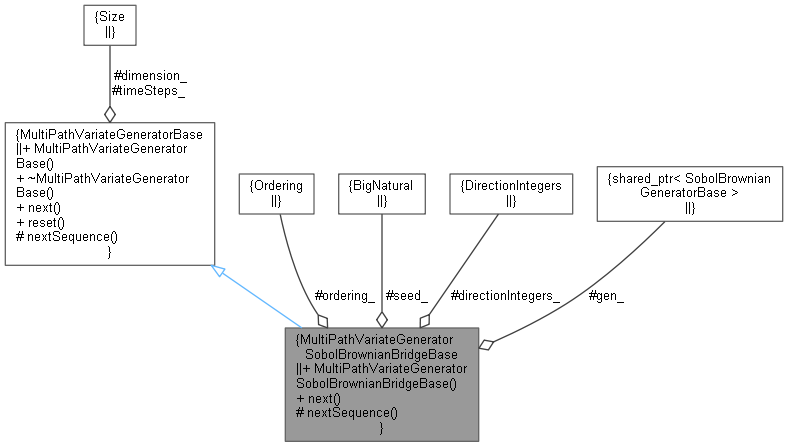 {Size
||}
#dimension_
#timeSteps_
{MultiPathVariateGeneratorBase
||+ MultiPathVariateGenerator
Base()
+ ~MultiPathVariateGenerator
Base()
+ next()
+ reset()
# nextSequence()
}
{Ordering
||}
{BigNatural
||}
{DirectionIntegers
||}
{shared_ptr< SobolBrownian
GeneratorBase >
||}
#ordering_
#seed_
#directionIntegers_
#gen_
{MultiPathVariateGenerator
SobolBrownianBridgeBase
||+ MultiPathVariateGenerator
SobolBrownianBridgeBase()
+ next()
# nextSequence()
}